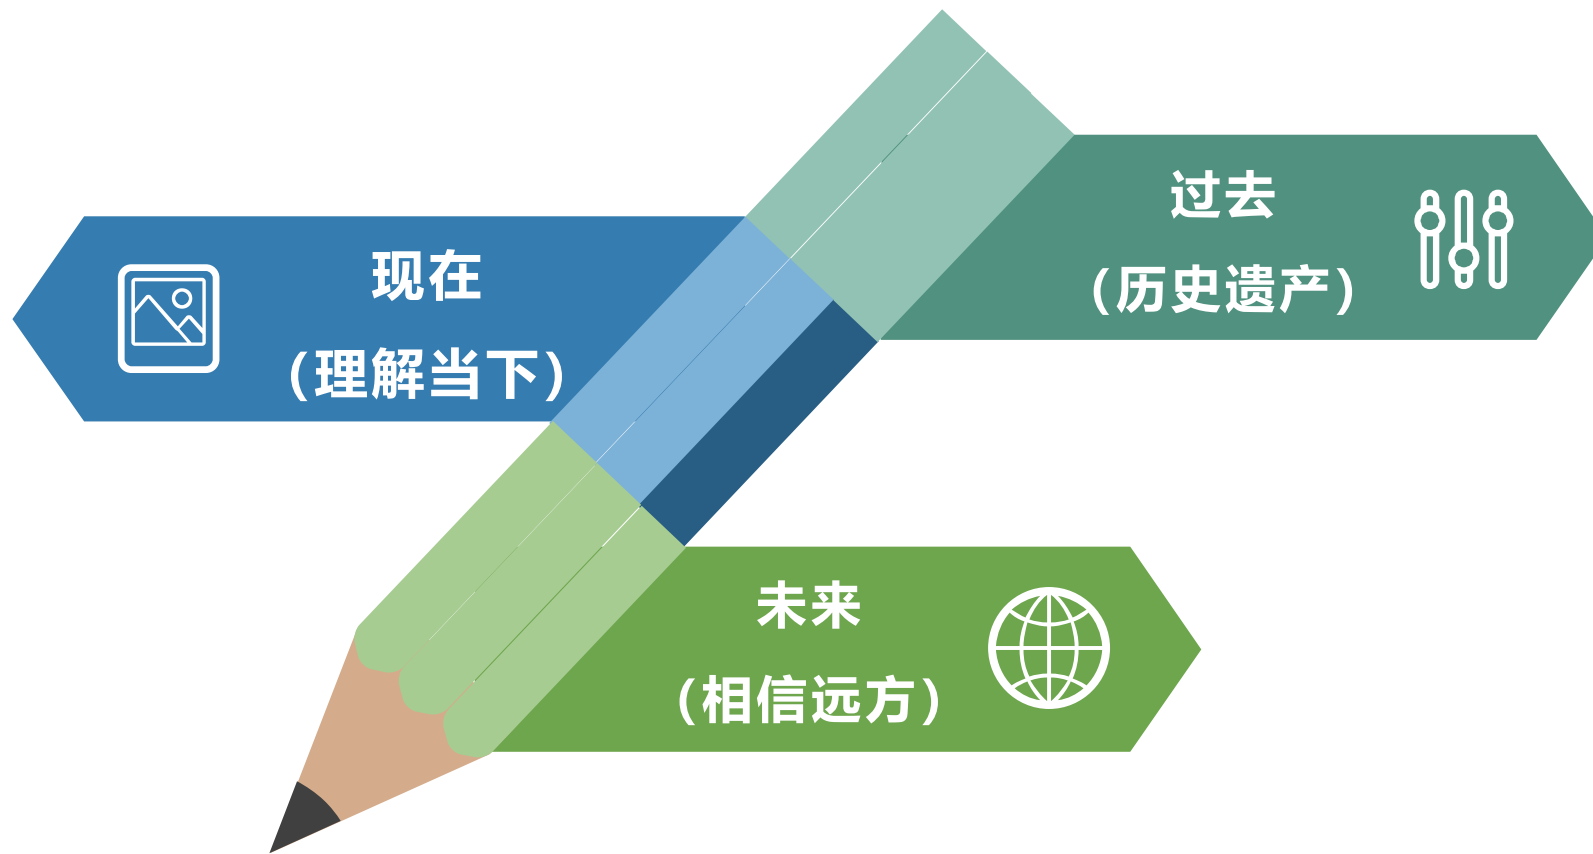 过去
（历史遗产）
现在
（理解当下）
未来
（相信远方）